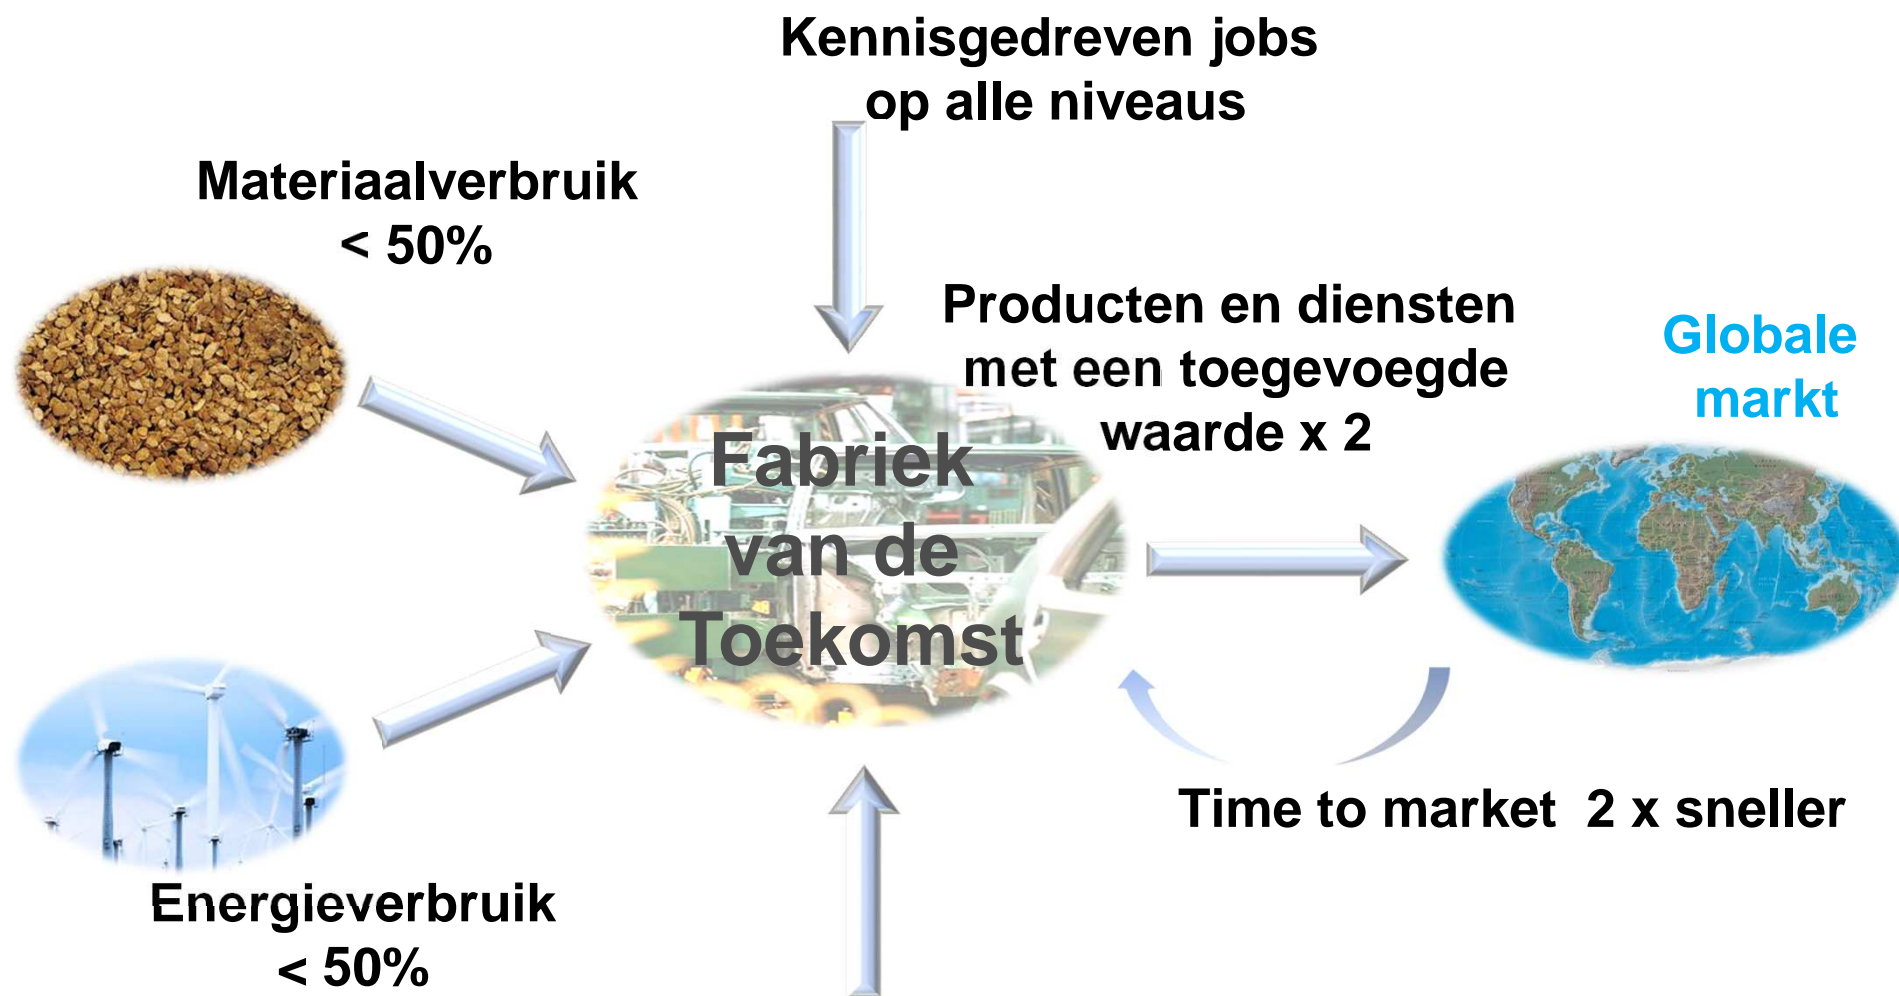 Kennisgedreven jobs
op alle niveaus
Materiaalverbruik
< 50%
Producten en diensten
met een toegevoegde
waarde x 2
Globale
markt
Fabriek
van de
Toekomst
Time to market 2 x sneller
Energieverbruik
< 50%